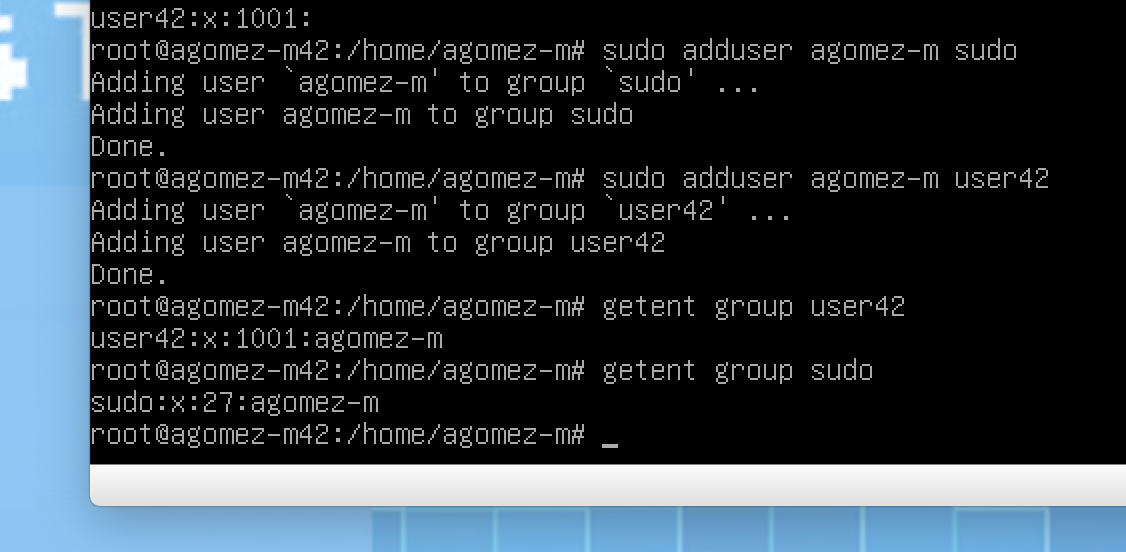 user42:x:1001:
root@agomez-m42:/home/agomez-m# sudo adduser agomez-m sudo
Adding user `agomez-m' to group `sudo' ...
Adding user agomez-m to group sudo
Done.
root@agomez-m42:/home/agomez-m# sudo adduser agomez-m user42
Adding user `agomez-m' to group `user42' ...
Adding user agomez-m to group user42
Done.
root@agomez-m42:/home/agomez-m# getent group user42
user42:x:1001:agomez-m
root@agomez-m42:/home/agomez-m# getent group sudo
sudo:x:27:agomez-m
root@agomez-m42:/home/agomez-m# _